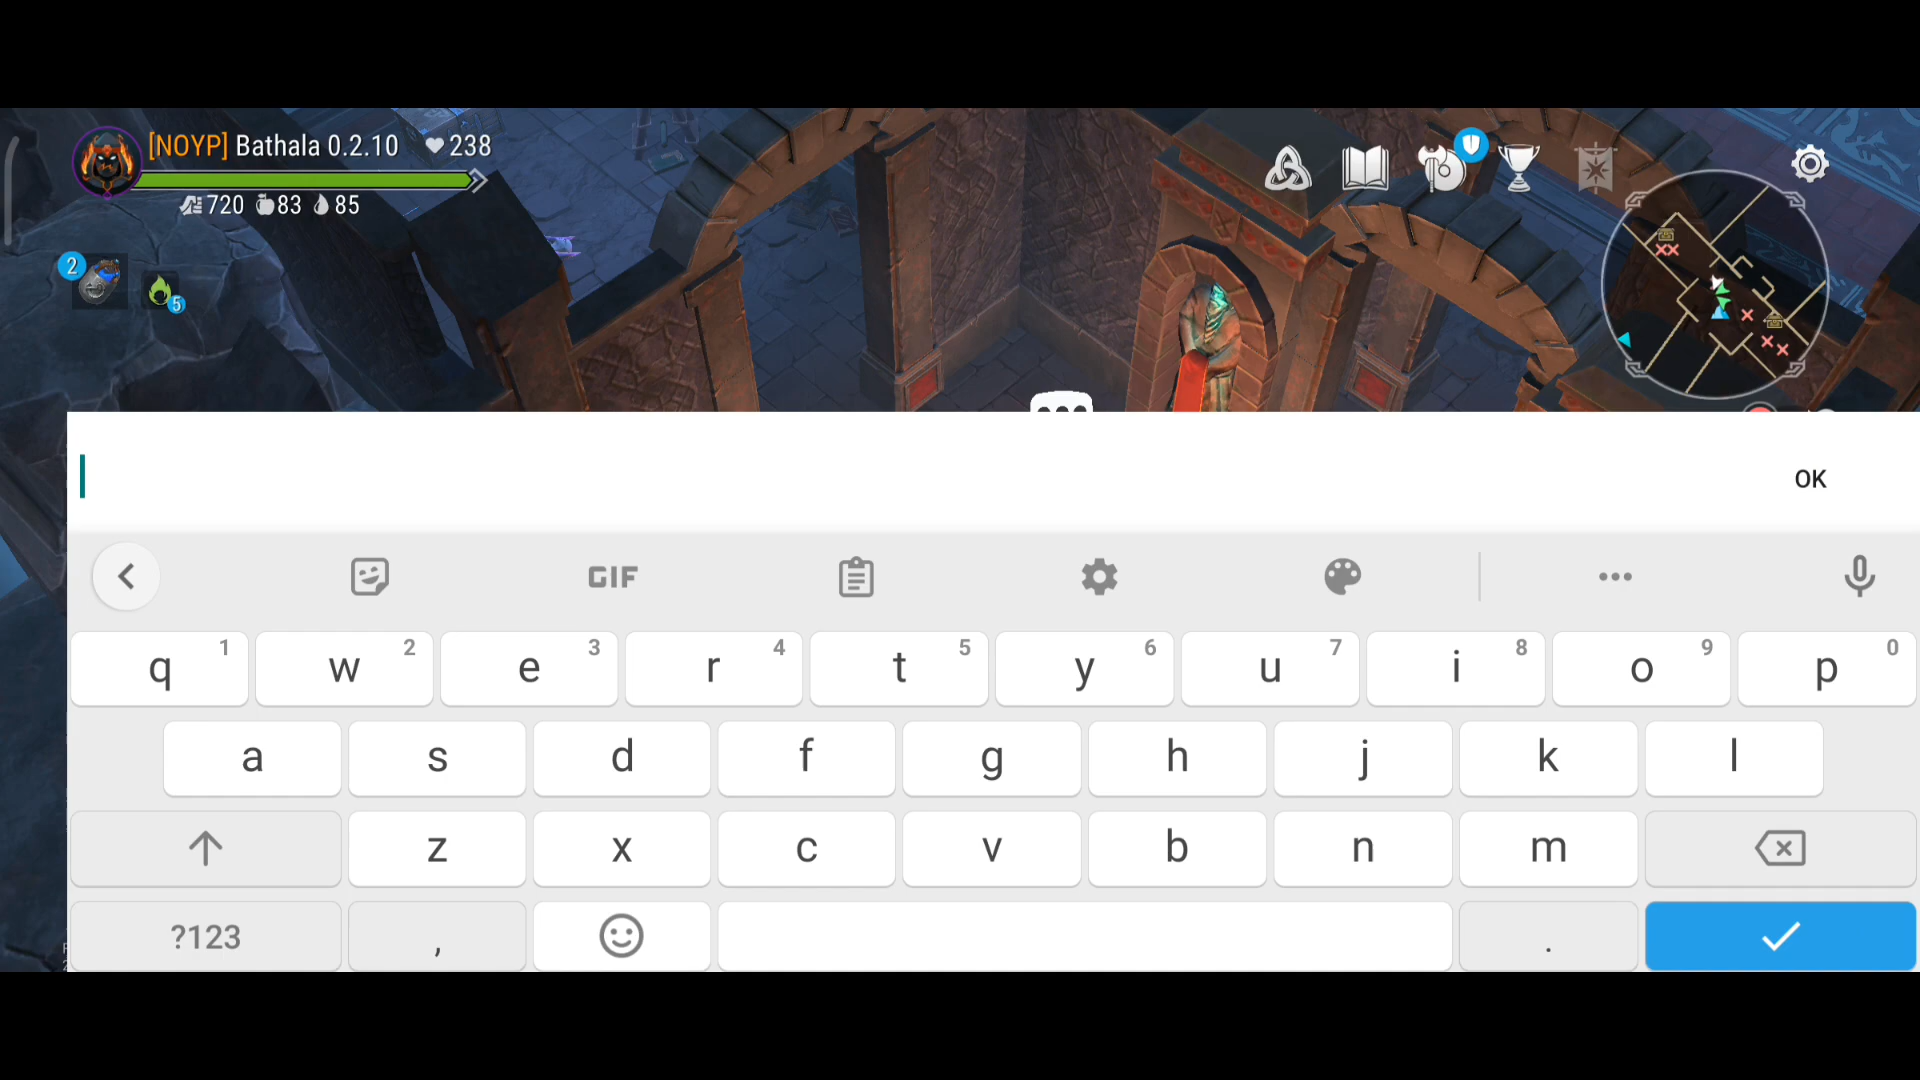 [NOYP] Bathala 0.2.10 238
720 83 85
2
5
OK
GIF
q 1 w 2 e 3 r 4 t 5 y 6 u 7 i 8 o 9 p 0
a s d f g h j k l
z x c v b n m
?123 , .